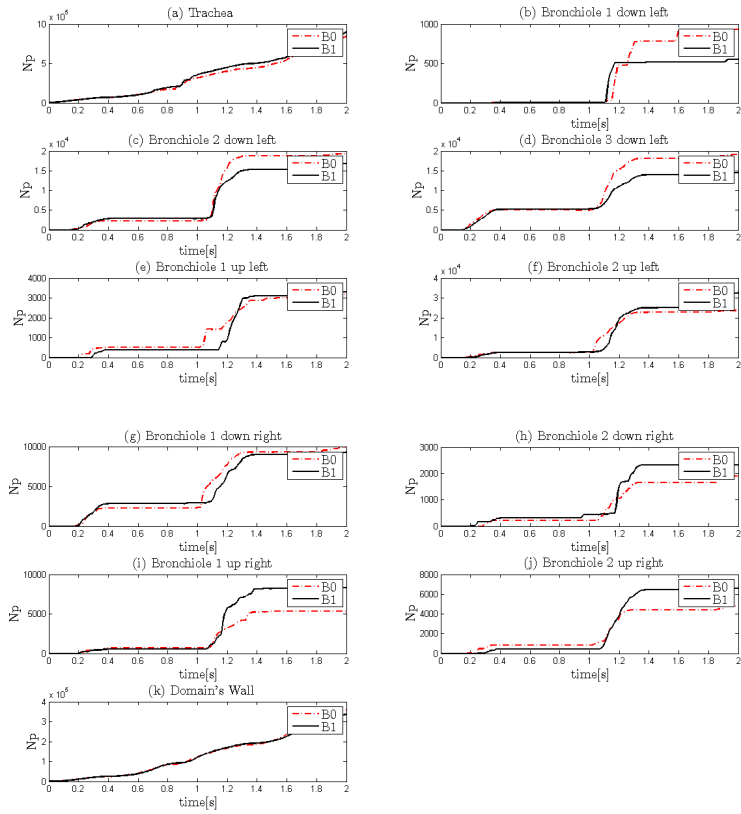 (a) Trachea
x 10^5
10
5
0
Np
B0
B1
0 0.2 0.4 0.6 0.8 1 1.2 1.4 1.6 1.8 2
time[s]
(b) Bronchiole 1 down left
1000
500
0
Np
B0
B1
0 0.2 0.4 0.6 0.8 1 1.2 1.4 1.6 1.8 2
time[s]
(c) Bronchiole 2 down left
x 10^4
2
1.5
1
0.5
0
Np
B0
B1
0 0.2 0.4 0.6 0.8 1 1.2 1.4 1.6 1.8 2
time[s]
(d) Bronchiole 3 down left
x 10^4
2
1.5
1
0.5
0
Np
B0
B1
0 0.2 0.4 0.6 0.8 1 1.2 1.4 1.6 1.8 2
time[s]
(e) Bronchiole 1 up left
4000
3000
2000
1000
0
Np
B0
B1
0 0.2 0.4 0.6 0.8 1 1.2 1.4 1.6 1.8 2
time[s]
(f) Bronchiole 2 up left
x 10^4
4
3
2
1
0
Np
B0
B1
0 0.2 0.4 0.6 0.8 1 1.2 1.4 1.6 1.8 2
time[s]
(g) Bronchiole 1 down right
10000
5000
0
Np
B0
B1
0 0.2 0.4 0.6 0.8 1 1.2 1.4 1.6 1.8 2
time[s]
(h) Bronchiole 2 down right
3000
2000
1000
0
Np
B0
B1
0 0.2 0.4 0.6 0.8 1 1.2 1.4 1.6 1.8 2
time[s]
(i) Bronchiole 1 up right
10000
5000
0
Np
B0
B1
0 0.2 0.4 0.6 0.8 1 1.2 1.4 1.6 1.8 2
time[s]
(j) Bronchiole 2 up right
8000
6000
4000
2000
0
Np
B0
B1
0 0.2 0.4 0.6 0.8 1 1.2 1.4 1.6 1.8 2
time[s]
(k) Domain's Wall
x 10^5
4
3
2
1
0
Np
B0
B1
0 0.2 0.4 0.6 0.8 1 1.2 1.4 1.6 1.8 2
time[s]